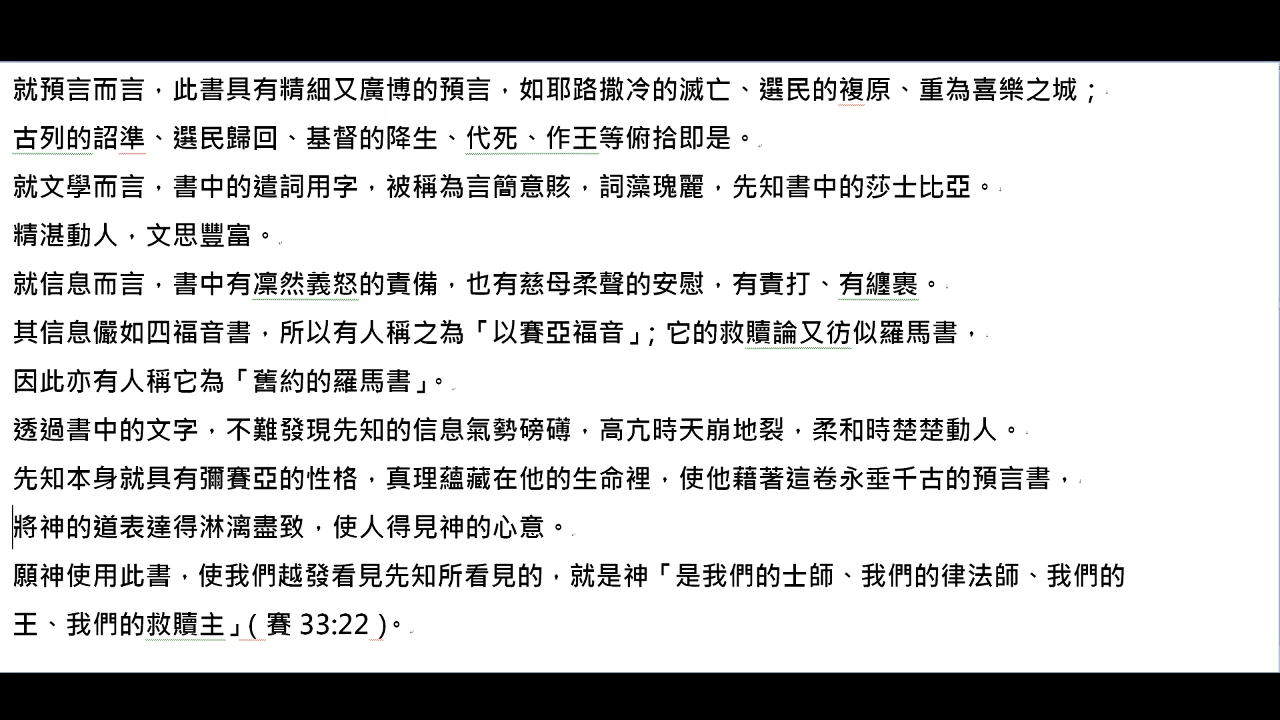 就預言而言，此書具有精細又廣博的預言，如耶路撒冷的滅亡、選民的複原、重為喜樂之城；
古列的詔準、選民歸回、基督的降生、代死、作王等俯拾即是。
就文學而言，書中的遣詞用字，被稱為言簡意賅，詞藻瑰麗，先知書中的莎士比亞。
精湛動人，文思豐富。
就信息而言，書中有凜然義怒的責備，也有慈母柔聲的安慰，有責打、有纏裹。
其信息儼如四福音書，所以有人稱之為「以賽亞福音」；它的救贖論又彷似羅馬書，
因此亦有人稱它為「舊約的羅馬書」。
透過書中的文字，不難發現先知的信息氣勢磅礡，高亢時天崩地裂，柔和時楚楚動人。
先知本身就具有彌賽亞的性格，真理蘊藏在他的生命裡，使他藉著這卷永垂千古的預言書，
將神的道表達得淋漓盡致，使人得見神的心意。
願神使用此書，使我們越發看見先知所看見的，就是神「是我們的士師、我們的律法師、我們的
王、我們的救贖主」( 賽 33:22 )。